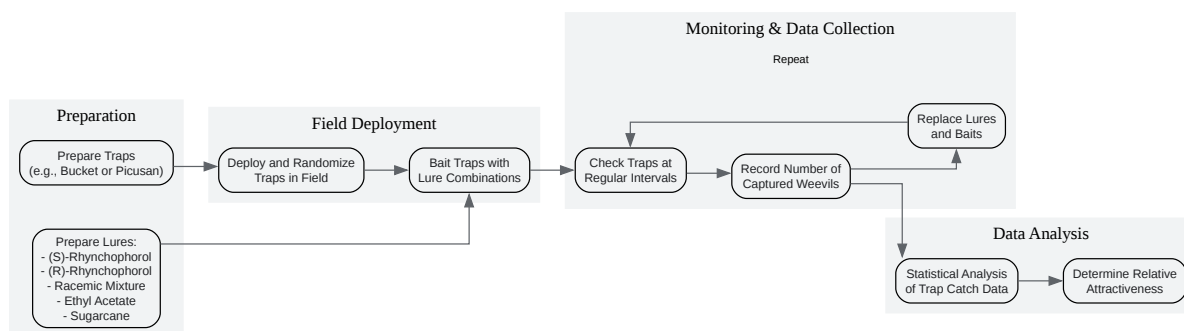 Preparation
Prepare Traps
(e.g., Bucket or Picusan)
Prepare Lures:
- (S)-Rhynchophorol
- (R)-Rhynchophorol
- Racemic Mixture
- Ethyl Acetate
- Sugarcane
Field Deployment
Deploy and Randomize
Traps in Field
Bait Traps with
Lure Combinations
Monitoring & Data Collection
Repeat
Check Traps at
Regular Intervals
Record Number of
Captured Weevils
Replace Lures
and Baits
Data Analysis
Statistical Analysis
of Trap Catch Data
Determine Relative
Attractiveness